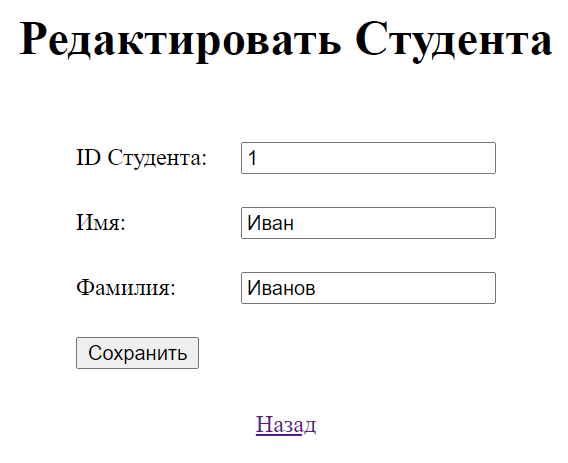 Редактировать Студента
ID Студента: 1
Имя: Иван
Фамилия: Иванов
Сохранить
Назад